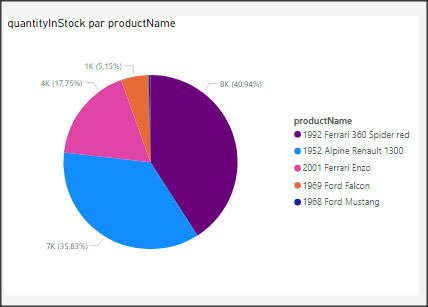 quantityInStock par productName
1K (5,15%)
4K (17,75%)
8K (40,94%)
7K (35,83%)
productName
1992 Ferrari 360 Spider red
1952 Alpine Renault 1300
2001 Ferrari Enzo
1969 Ford Falcon
1968 Ford Mustang